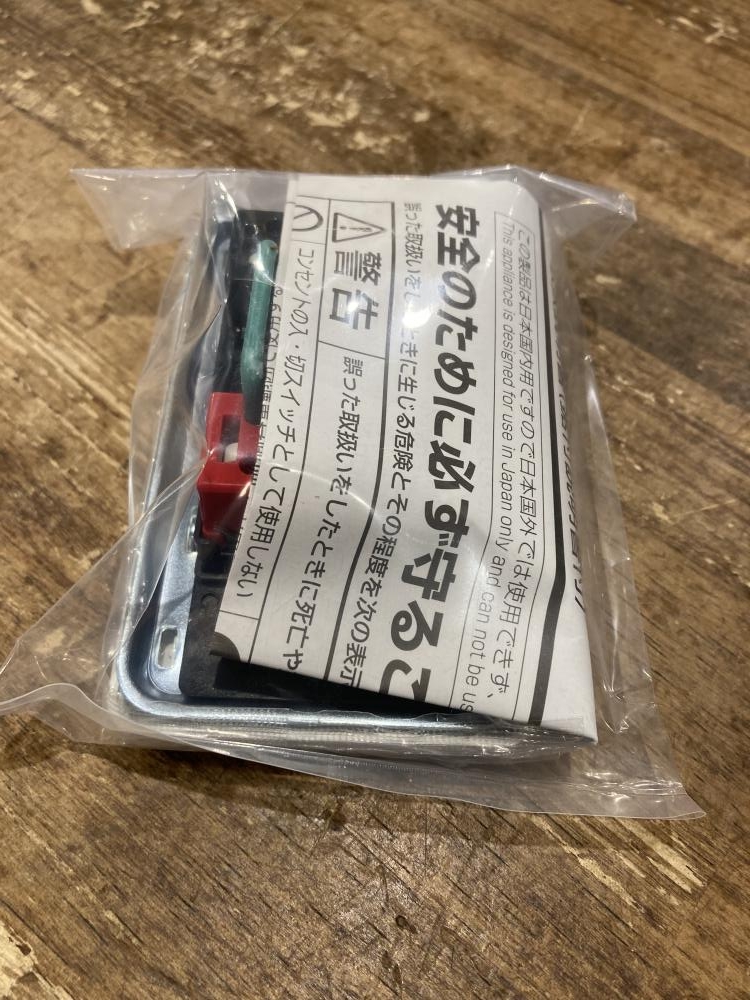 この製品は日本国内用ですので日本国外では使用できず、
This appliance is designed for use in Japan only and can not be us
安全のために必ず守るこ
誤った取扱いをしたときに生じる危険とその程度を次の表示
警告
誤った取扱いをしたときに死亡や
コンセントの入・切スイッチとして使用しない